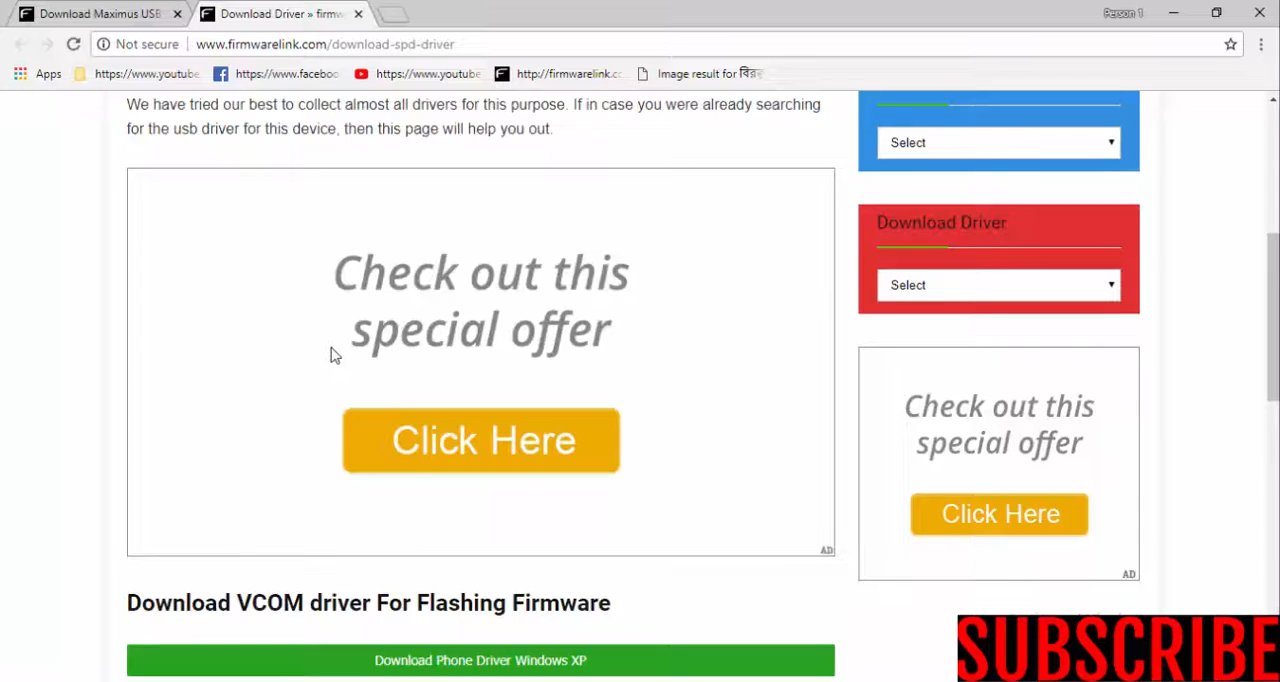 Download Maximus USB
Download Driver » firmw
Person 1
Not secure
www.firmwarelink.com/download-spd-driver
Apps
https://www.youtube.
https://www.faceboo
https://www.youtube.
http://firmwarelink.c
Image result for বির
We have tried our best to collect almost all drivers for this purpose. If in case you were already searching
for the usb driver for this device, then this page will help you out.
Select
Download Driver
Select
Check out this
special offer
Click Here
AD
Check out this
special offer
Click Here
AD
Download VCOM driver For Flashing Firmware
Download Phone Driver Windows XP
SUBSCRIBE